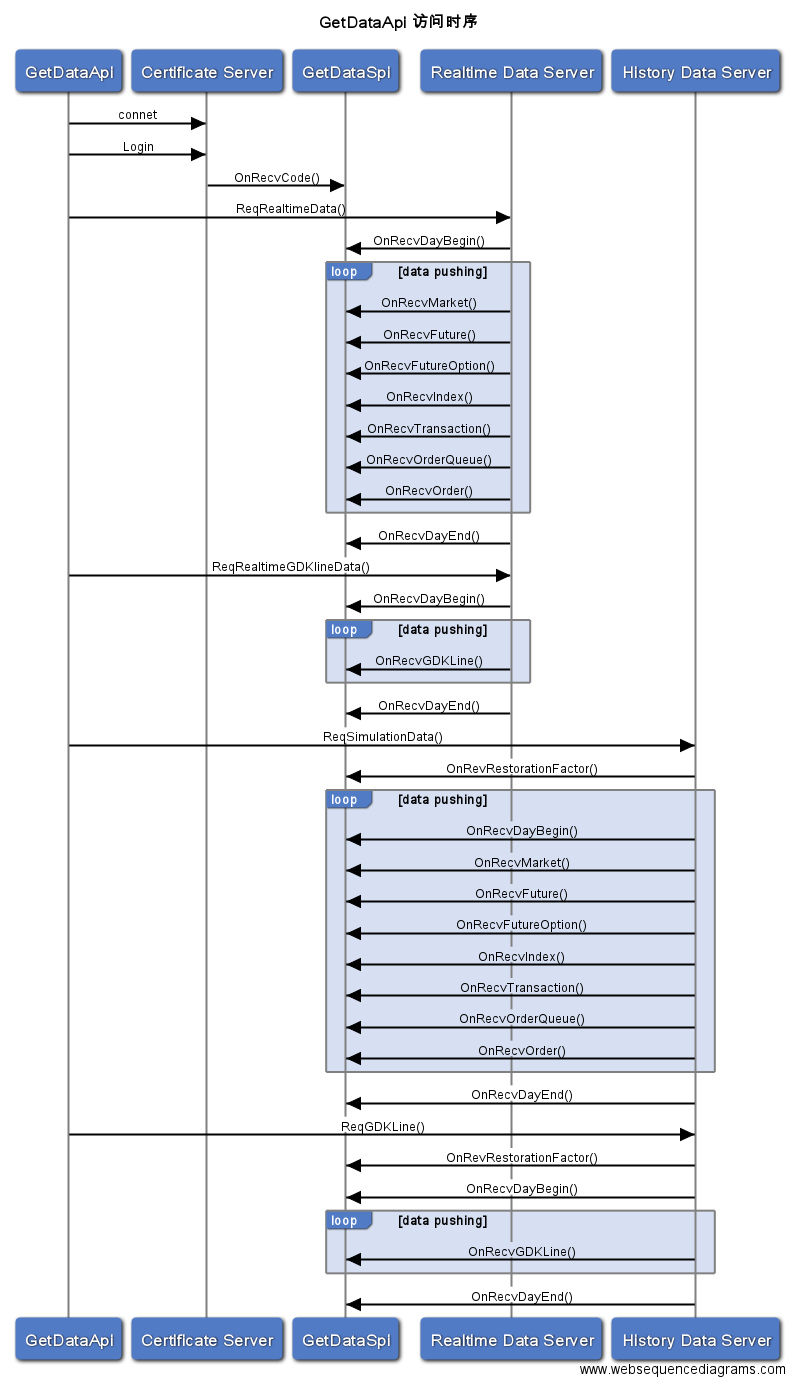 GetDataApI 访问时序
GetDataApI Certificate Server GetDataSpI Realtime Data Server History Data Server
connet
Login
OnRecvCode()
ReqRealtimeData()
OnRecvDayBegin()
loop [data pushing]
OnRecvMarket()
OnRecvFuture()
OnRecvFutureOption()
OnRecvIndex()
OnRecvTransaction()
OnRecvOrderQueue()
OnRecvOrder()
OnRecvDayEnd()
ReqRealtimeGDKlineData()
OnRecvDayBegin()
loop [data pushing]
OnRecvGDKLine()
OnRecvDayEnd()
ReqSimulationData()
OnRevRestorationFactor()
loop [data pushing]
OnRecvDayBegin()
OnRecvMarket()
OnRecvFuture()
OnRecvFutureOption()
OnRecvIndex()
OnRecvTransaction()
OnRecvOrderQueue()
OnRecvOrder()
OnRecvDayEnd()
ReqGDKLine()
OnRevRestorationFactor()
OnRecvDayBegin()
loop [data pushing]
OnRecvGDKLine()
OnRecvDayEnd()
GetDataApI Certificate Server GetDataSpI Realtime Data Server History Data Server
www.websequencediagrams.com